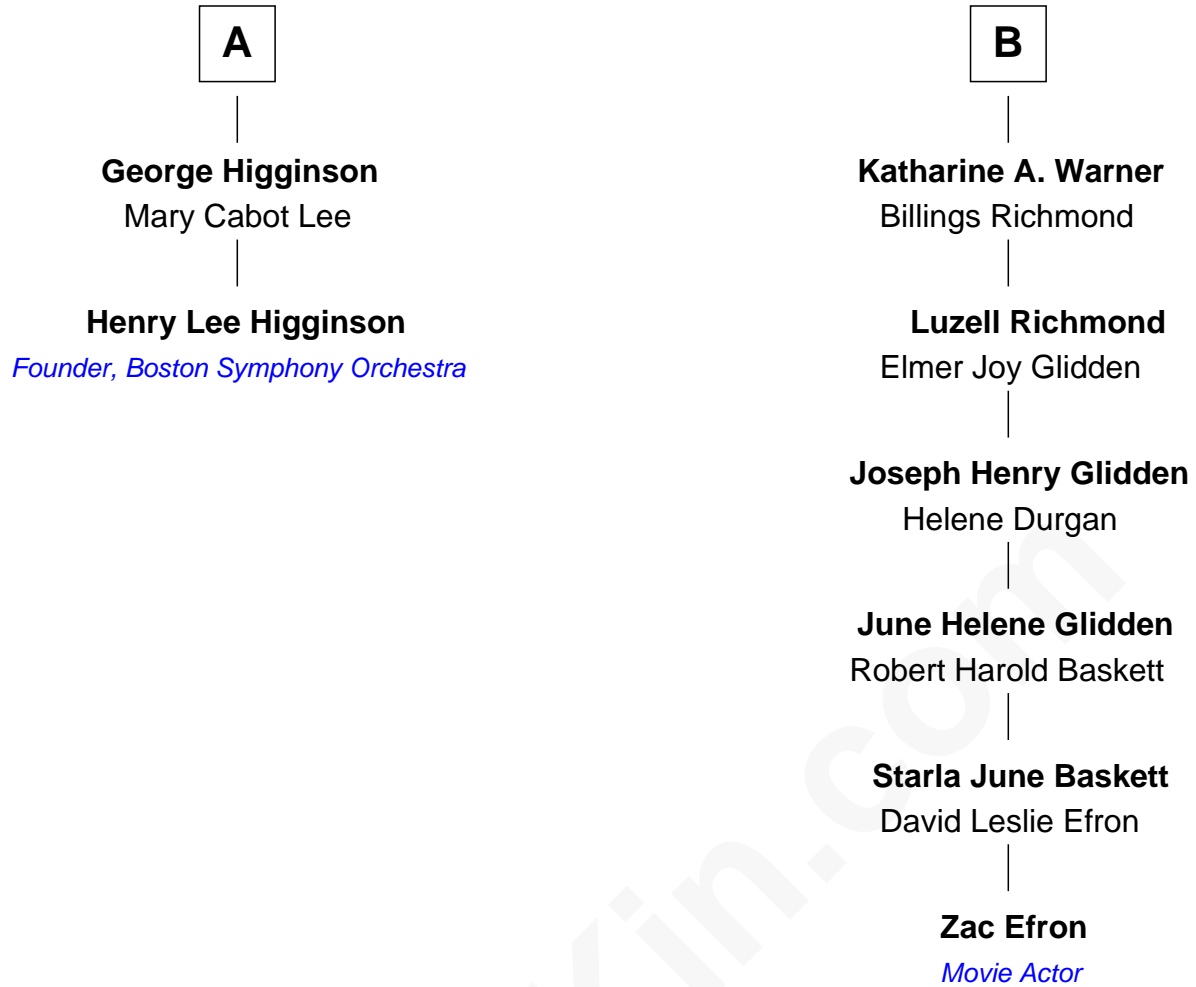 A
George Higginson
Mary Cabot Lee
Henry Lee Higginson
Founder, Boston Symphony Orchestra
B
Katharine A. Warner
Billings Richmond
Luzell Richmond
Elmer Joy Glidden
Joseph Henry Glidden
Helene Durgan
June Helene Glidden
Robert Harold Baskett
Starla June Baskett
David Leslie Efron
Zac Efron
Movie Actor
Kin.com